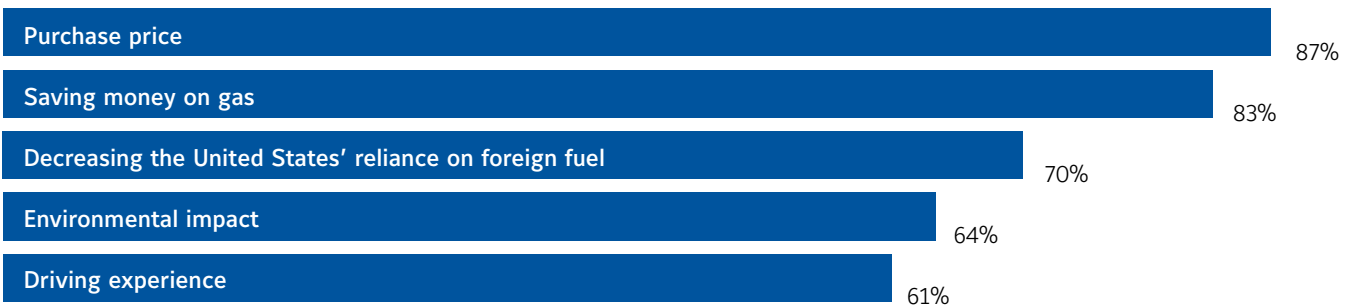 Purchase price
87%
Saving money on gas
83%
Decreasing the United States’ reliance on foreign fuel
70%
Environmental impact
64%
Driving experience
61%